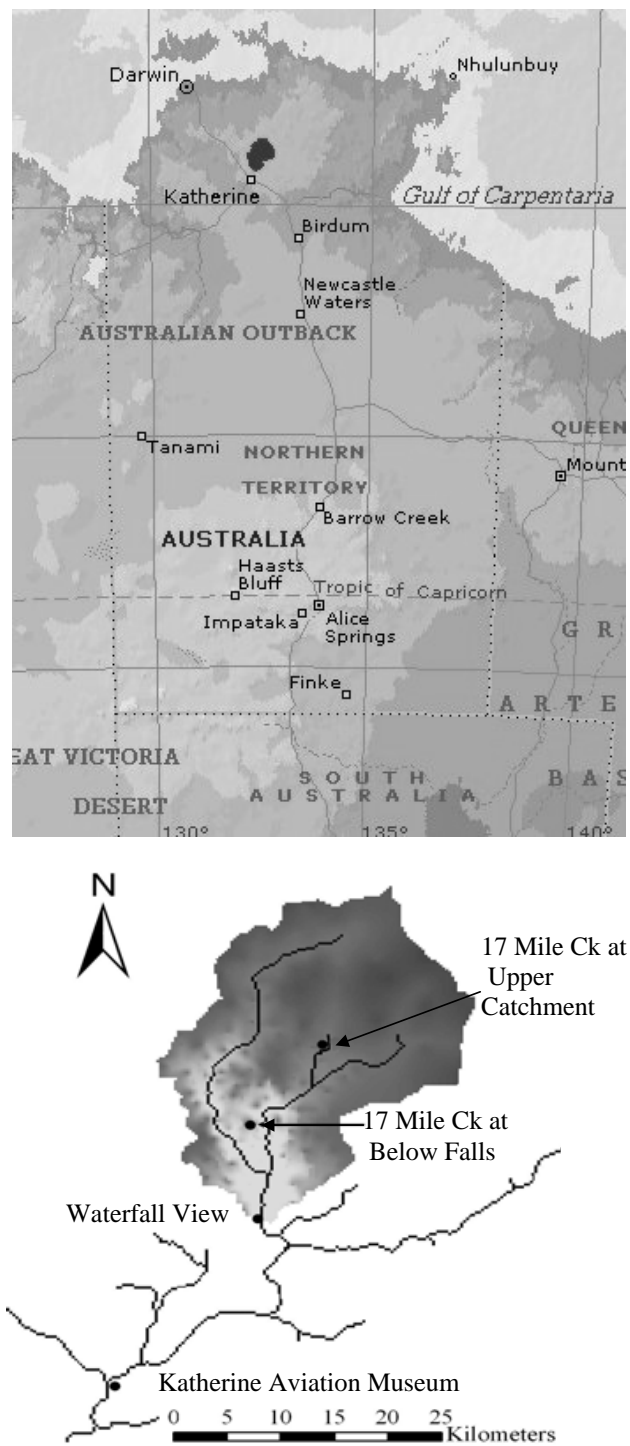 Darwin
Nhulunbuy
Katherine
Gulf of Carpentaria
Birdum
Newcastle
Waters
AUSTRALIAN OUTBACK
QUEEN
Tanami
NORTHERN
TERRITORY
Mount
Barrow Creek
AUSTRALIA
Haasts
Bluff
Tropic of Capricorn
Impataka
Alice
Springs
G R
Finke
A R T E
EAT VICTORIA
DESERT
SOUTH
AUSTRALIA
B A S
130°
135°
140°
N
17 Mile Ck at
Upper
Catchment
17 Mile Ck at
Below Falls
Waterfall View
Katherine Aviation Museum
0 5 10 15 20 25
Kilometers